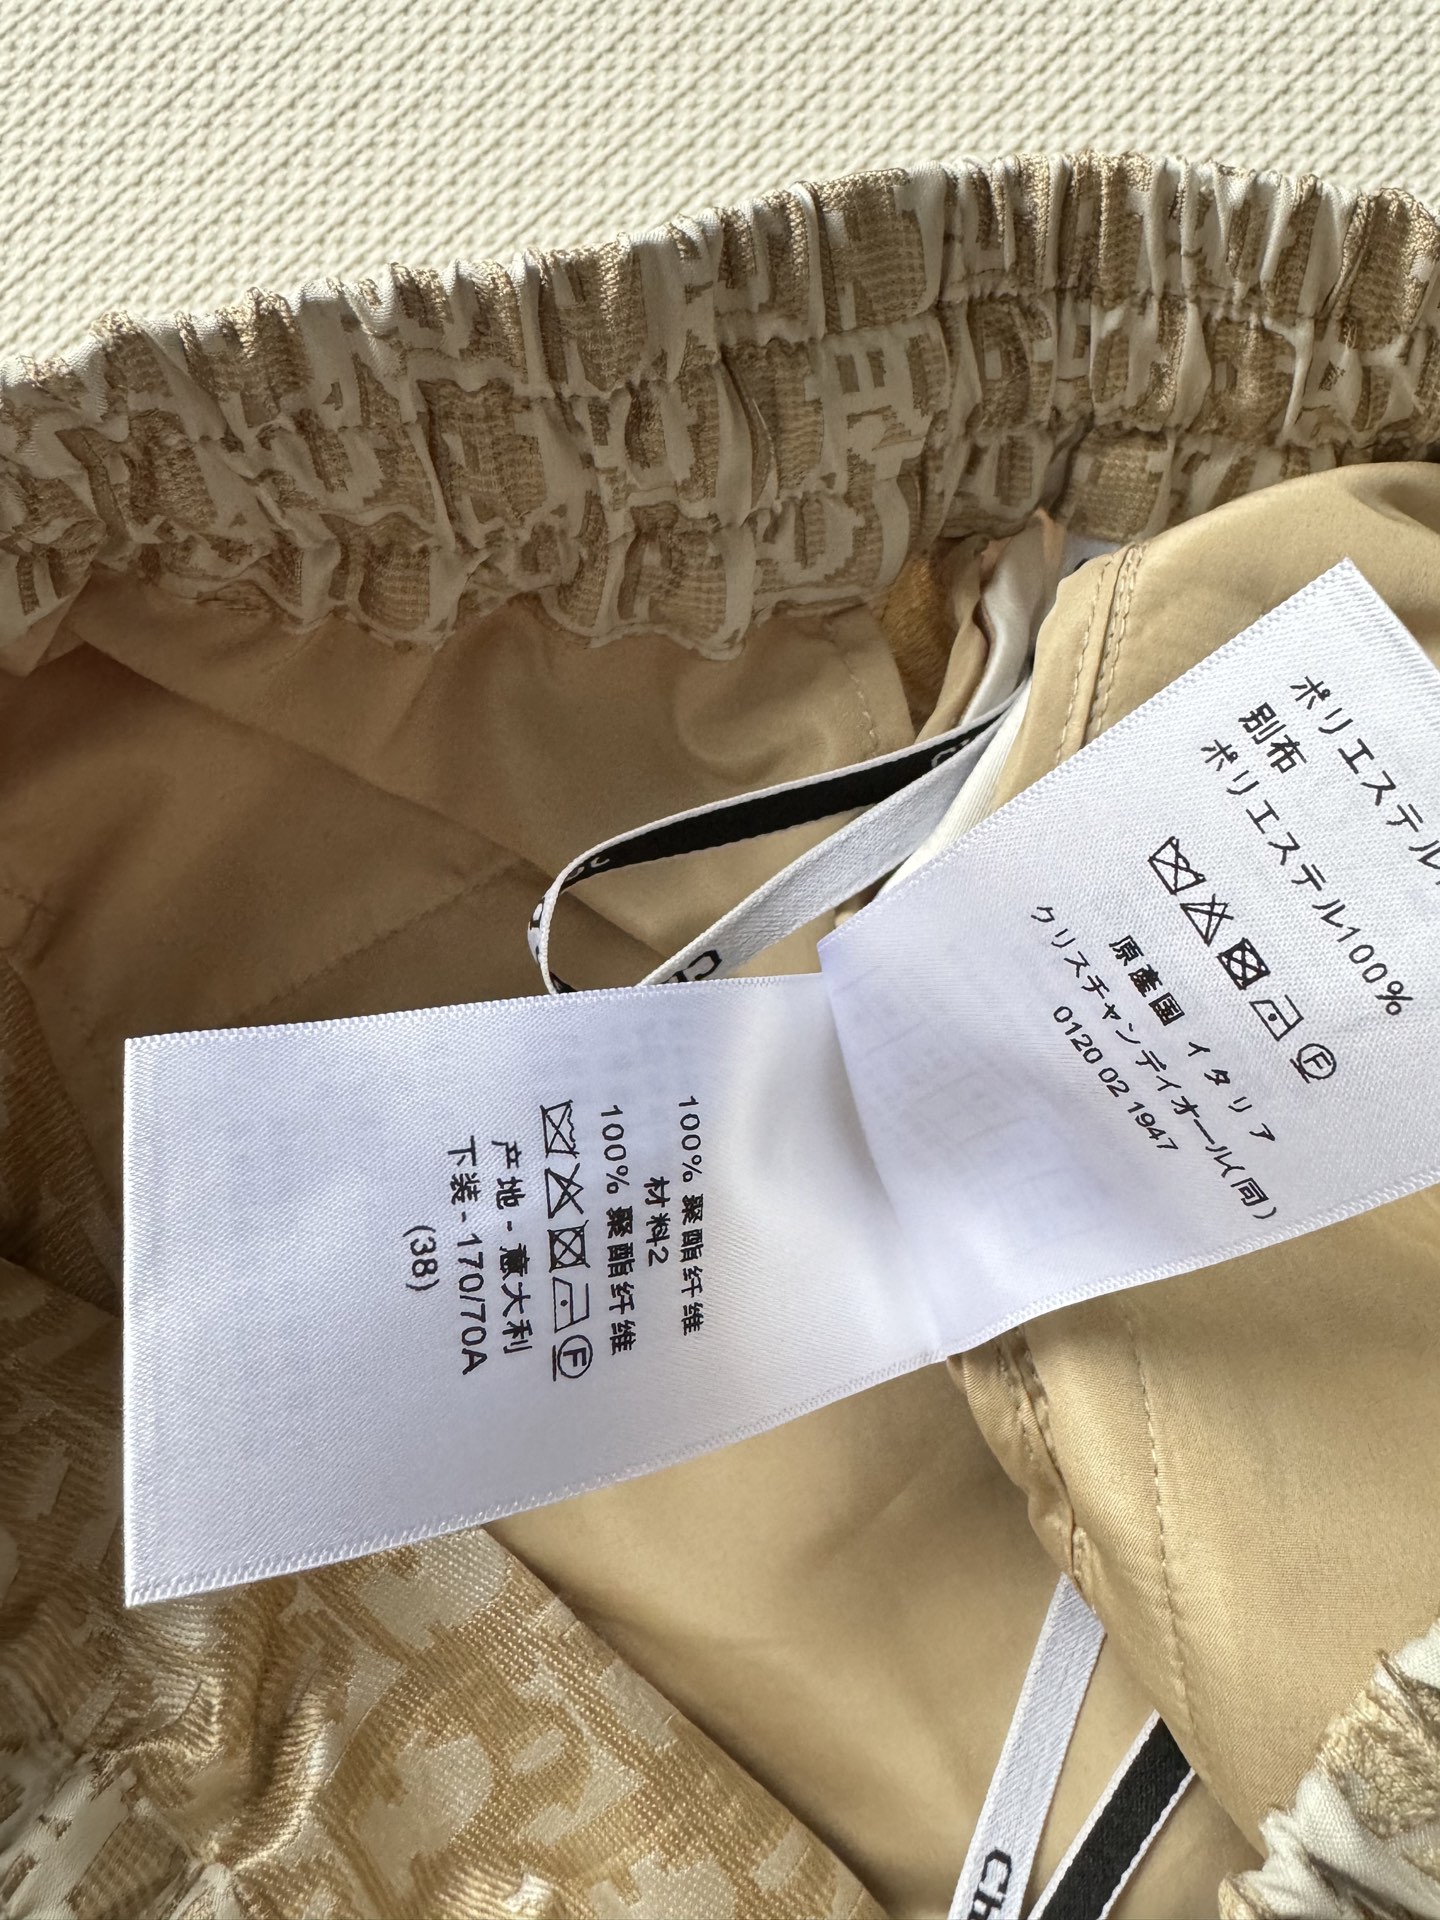 100% 聚酯纤维
材料2
100% 聚酯纤维
产地 - 意大利
下装 - 170/70A
(38)
ポリエステル
別布
ポリエステル100%
原産国 イタリア
クリスチャンディオール(同)
0120 02 1947